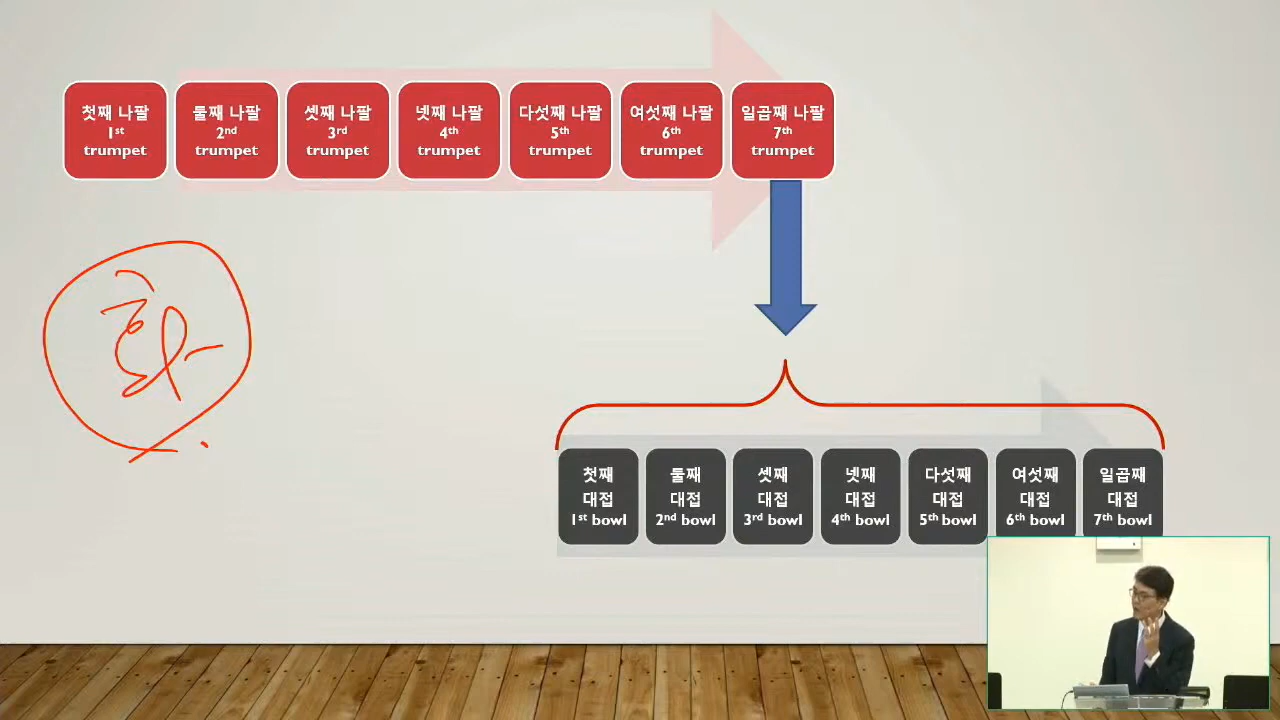 첫째 나팔
1st
trumpet
둘째 나팔
2nd
trumpet
셋째 나팔
3rd
trumpet
넷째 나팔
4th
trumpet
다섯째 나팔
5th
trumpet
여섯째 나팔
6th
trumpet
일곱째 나팔
7th
trumpet
화
첫째
대접
1st bowl
둘째
대접
2nd bowl
셋째
대접
3rd bowl
넷째
대접
4th bowl
다섯째
대접
5th bowl
여섯째
대접
6th bowl
일곱째
대접
7th bowl